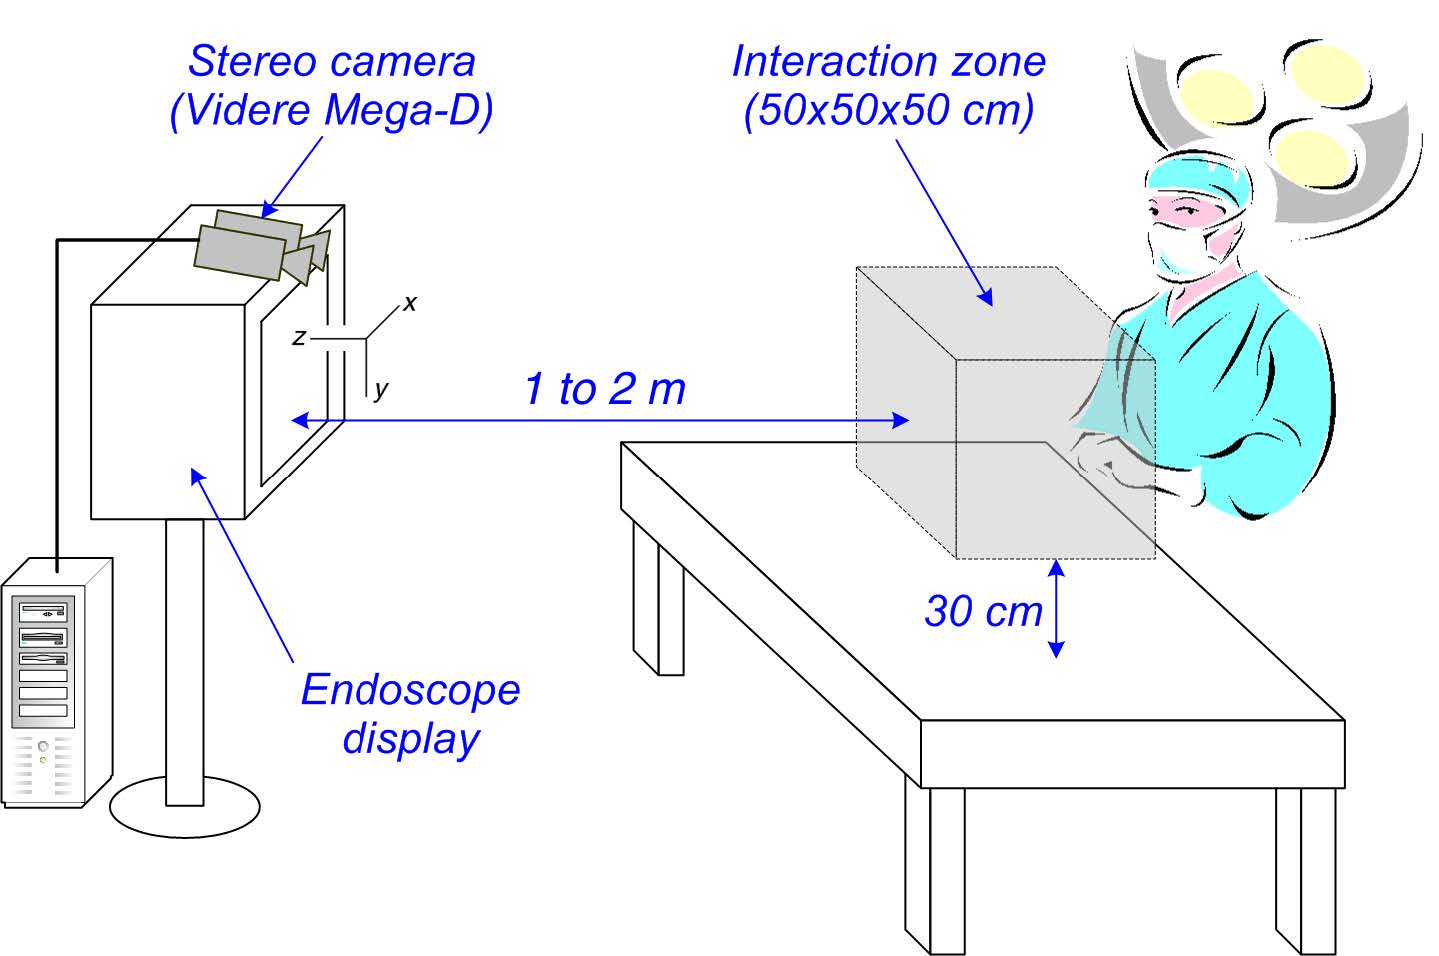 Stereo camera
(Videre Mega-D)
Interaction zone
(50x50x50 cm)
x
z
y
1 to 2 m
30 cm
Endoscope
display